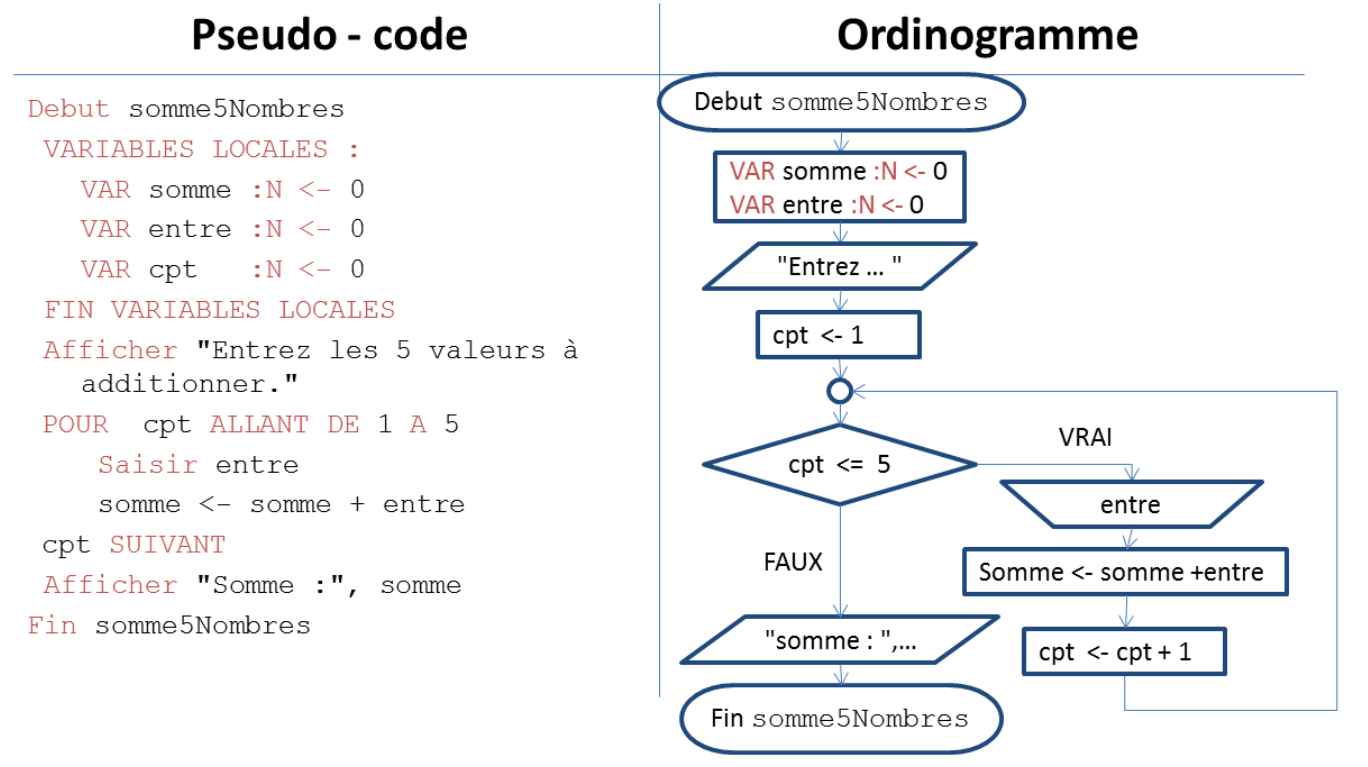 Pseudo - code
Debut somme5Nombres
VARIABLES LOCALES :
VAR somme :N <- 0
VAR entre :N <- 0
VAR cpt :N <- 0
FIN VARIABLES LOCALES
Afficher "Entrez les 5 valeurs à
additionner."
POUR cpt ALLANT DE 1 A 5
Saisir entre
somme <- somme + entre
cpt SUIVANT
Afficher "Somme :", somme
Fin somme5Nombres
Ordinogramme
Debut somme5Nombres
VAR somme :N <- 0
VAR entre :N <- 0
"Entrez ... "
cpt <- 1
cpt <= 5
VRAI
entre
Somme <- somme +entre
cpt <- cpt + 1
FAUX
"somme : ",...
Fin somme5Nombres